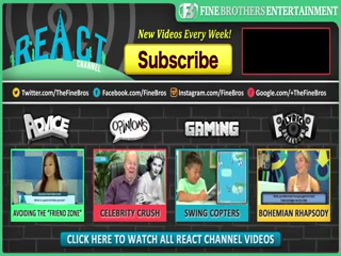 FINE BROTHERS ENTERTAINMENT
REACT
CHANNEL
New Videos Every Week!
Subscribe
Twitter.com/TheFineBros
Facebook.com/FineBros
Instagram.com/FineBros
Google.com/+TheFineBros
ADVICE
OPINIONS
GAMING
LYRIC
AVOIDING THE "FRIEND ZONE"
CELEBRITY CRUSH
SWING COPTERS
BOHEMIAN RHAPSODY
CLICK HERE TO WATCH ALL REACT CHANNEL VIDEOS